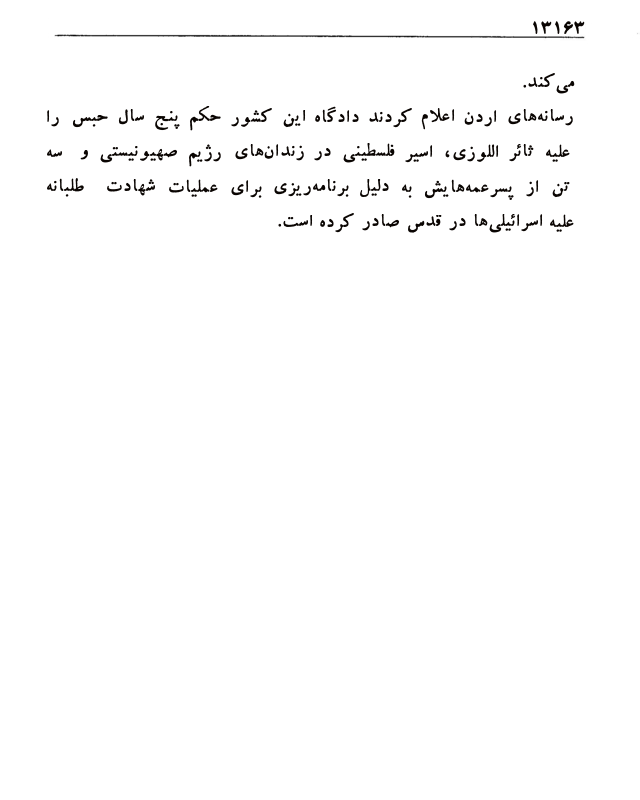 ۱۳۱۶۳
می‌کند.
رسانه‌های اردن اعلام کردند دادگاه این کشور حکم پنج سال حبس را
علیه ثائر اللوزی، اسیر فلسطینی در زندان‌های رژیم صهیونیستی و سه
تن از پسرعمه‌هایش به دلیل برنامه‌ریزی برای عملیات شهادت طلبانه
علیه اسرائیلی‌ها در قدس صادر کرده است.